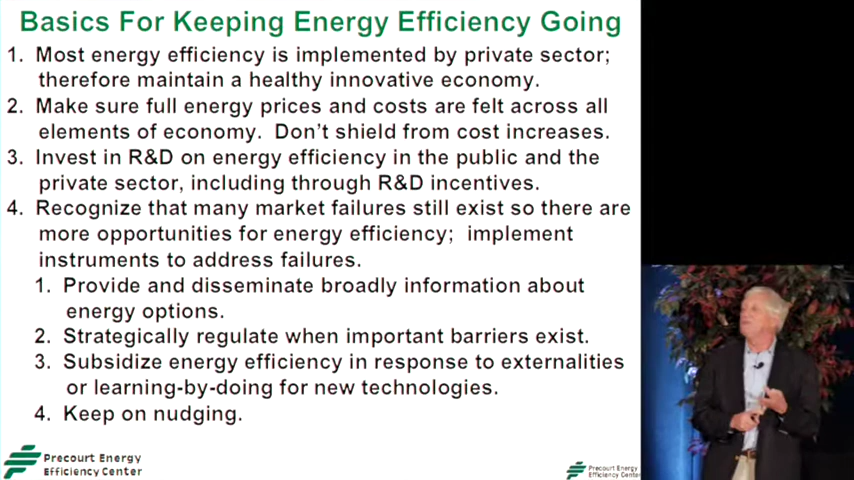 Basics For Keeping Energy Efficiency Going
1. Most energy efficiency is implemented by private sector;
therefore maintain a healthy innovative economy.
2. Make sure full energy prices and costs are felt across all
elements of economy. Don't shield from cost increases.
3. Invest in R&D on energy efficiency in the public and the
private sector, including through R&D incentives.
4. Recognize that many market failures still exist so there are
more opportunities for energy efficiency; implement
instruments to address failures.
1. Provide and disseminate broadly information about
energy options.
2. Strategically regulate when important barriers exist.
3. Subsidize energy efficiency in response to externalities
or learning-by-doing for new technologies.
4. Keep on nudging.
Precourt Energy
Efficiency Center
Precourt Energy
Efficiency Cente